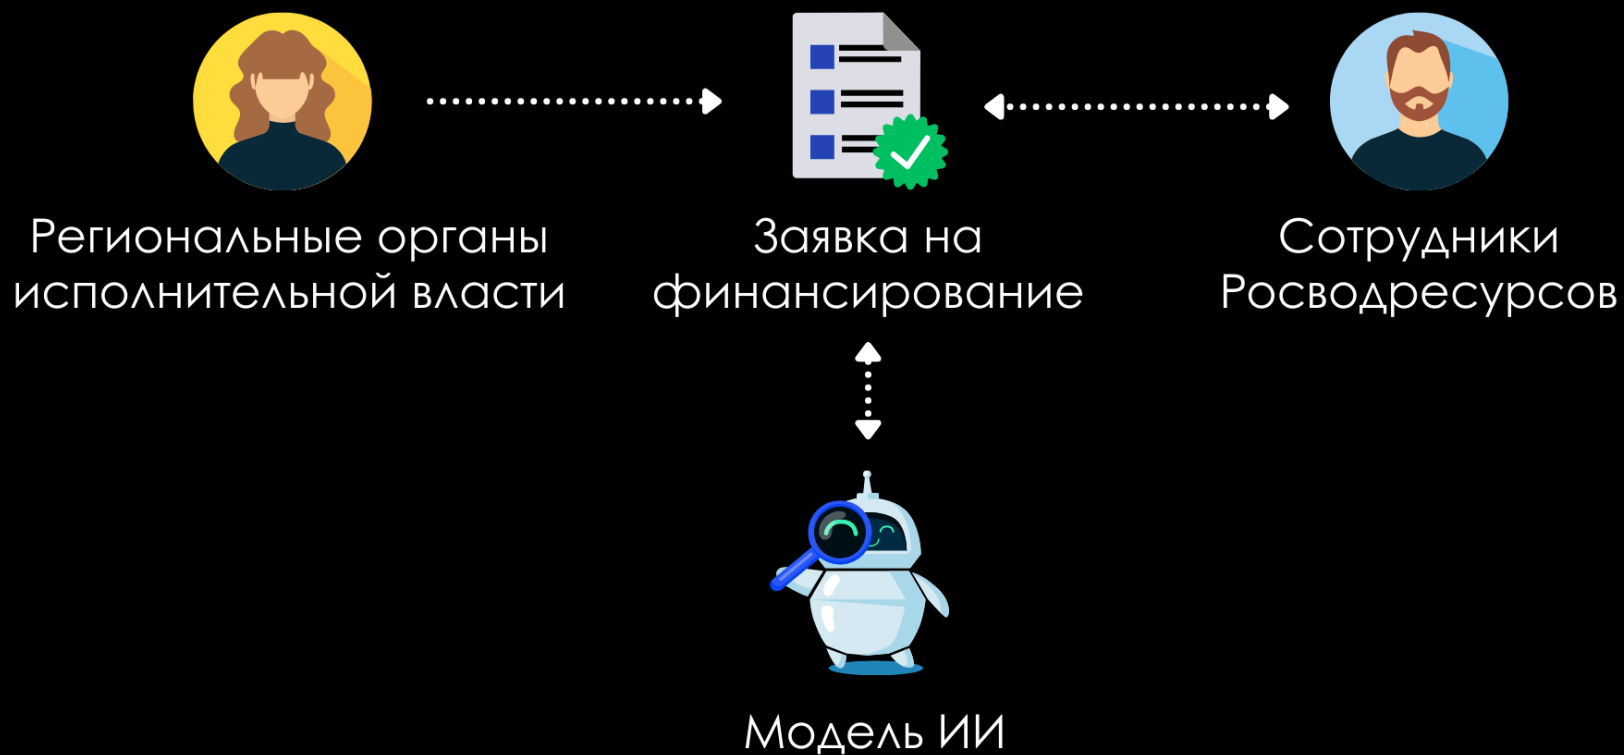 Региональные органы
исполнительной власти
Заявка на
финансирование
Сотрудники
Росводресурсов
Модель ИИ